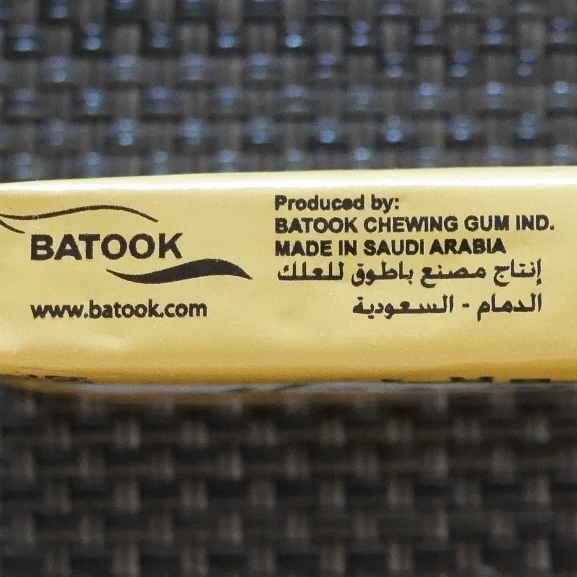 BATOOK
www.batook.com
Produced by:
BATOOK CHEWING GUM IND.
MADE IN SAUDI ARABIA
إنتاج مصنع باطوق للعلك
الدمام - السعودية